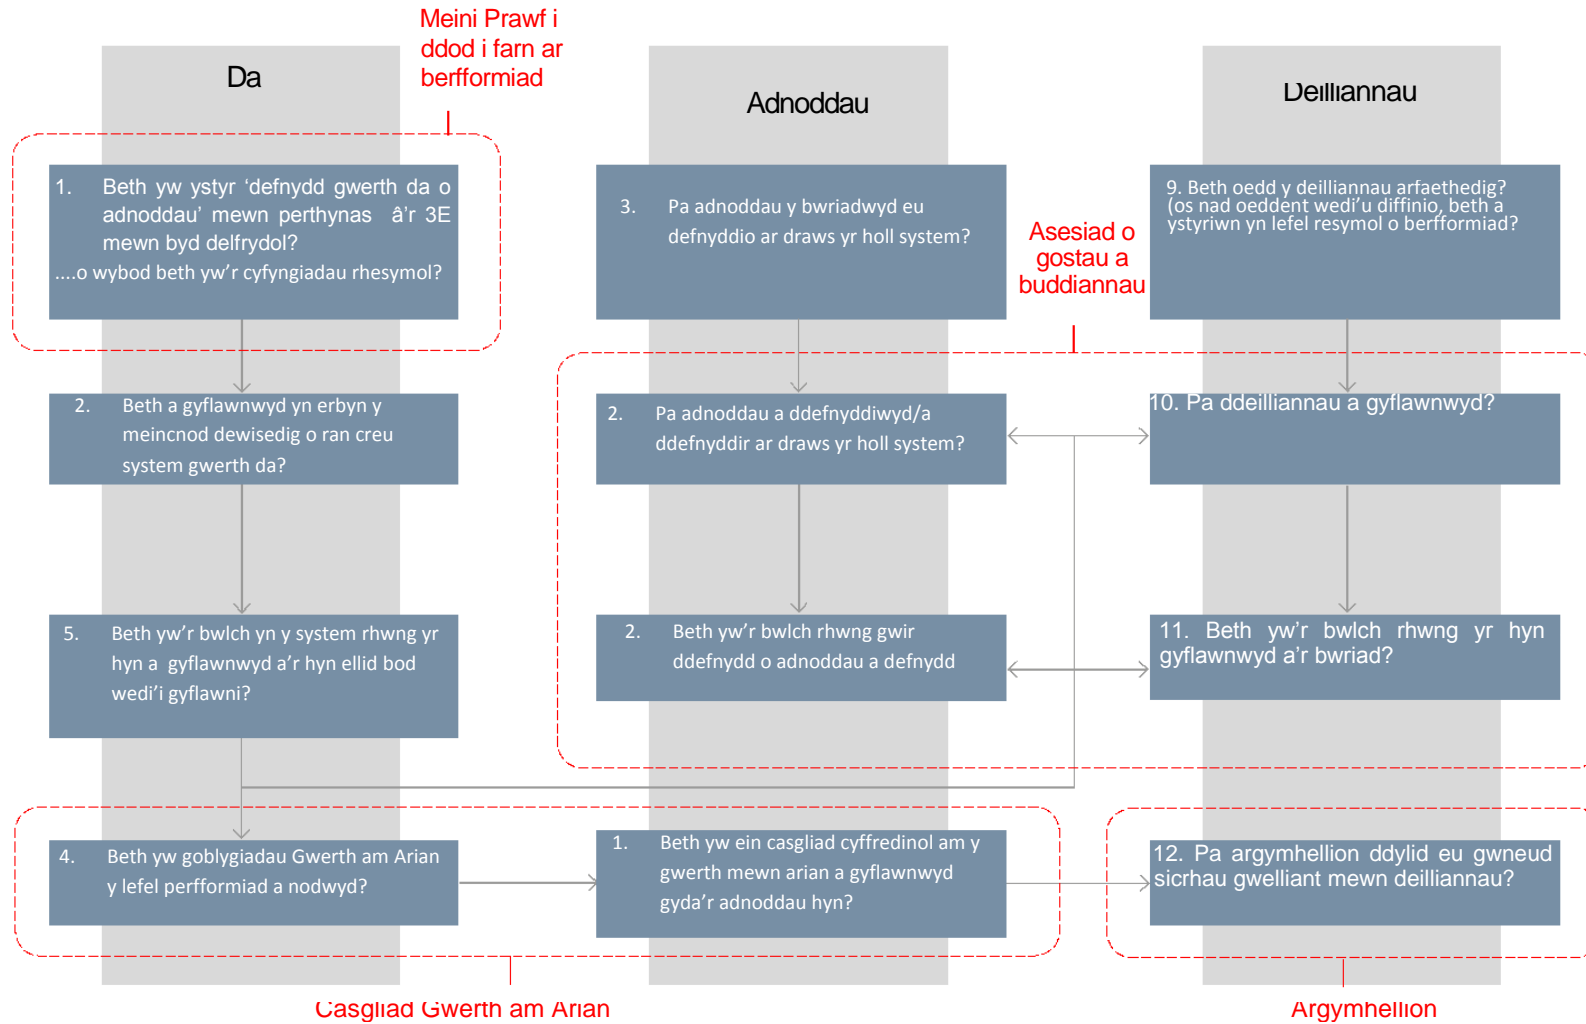 Meini Prawf i
ddod i farn ar
berfformiad
Da
Adnoddau
Deilliannau
1. Beth yw ystyr ‘defnydd gwerth da o
adnoddau’ mewn perthynas â’r 3E
mewn byd delfrydol?
....o wybod beth yw’r cyfyngiadau rhesymol?
3. Pa adnoddau y bwriadwyd eu
defnyddio ar draws yr holl system?
Asesiad o
gostau a
buddiannau
9. Beth oedd y deilliannau arfaethedig?
(os nad oeddent wedi’u diffinio, beth a
ystyriwn yn lefel resymol o berfformiad?
2. Beth a gyflawnwyd yn erbyn y
meincnod dewisedig o ran creu
system gwerth da?
2. Pa adnoddau a ddefnyddiwyd/a
ddefnyddir ar draws yr holl system?
10. Pa ddeilliannau a gyflawnwyd?
5. Beth yw’r bwlch yn y system rhwng yr
hyn a gyflawnwyd a’r hyn ellid bod
wedi’i gyflawni?
2. Beth yw’r bwlch rhwng gwir
ddefnydd o adnoddau a defnydd
11. Beth yw’r bwlch rhwng yr hyn
gyflawnwyd a’r bwriad?
4. Beth yw goblygiadau Gwerth am Arian
y lefel perfformiad a nodwyd?
1. Beth yw ein casgliad cyffredinol am y
gwerth mewn arian a gyflawnwyd
gyda’r adnoddau hyn?
12. Pa argymhellion ddylid eu gwneud
sicrhau gwelliant mewn deilliannau?
Casgliad Gwerth am Arian
Argymhellion